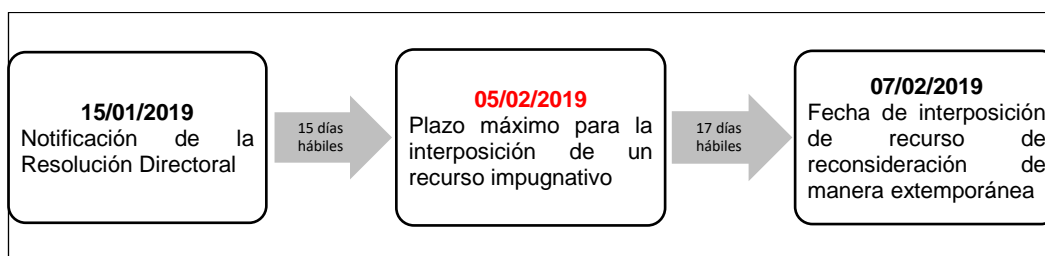 15/01/2019
Notificación de la
Resolución Directoral
15 días
hábiles
05/02/2019
Plazo máximo para la
interposición de un
recurso impugnativo
17 días
hábiles
07/02/2019
Fecha de interposición
de recurso de
reconsideración de
manera extemporánea